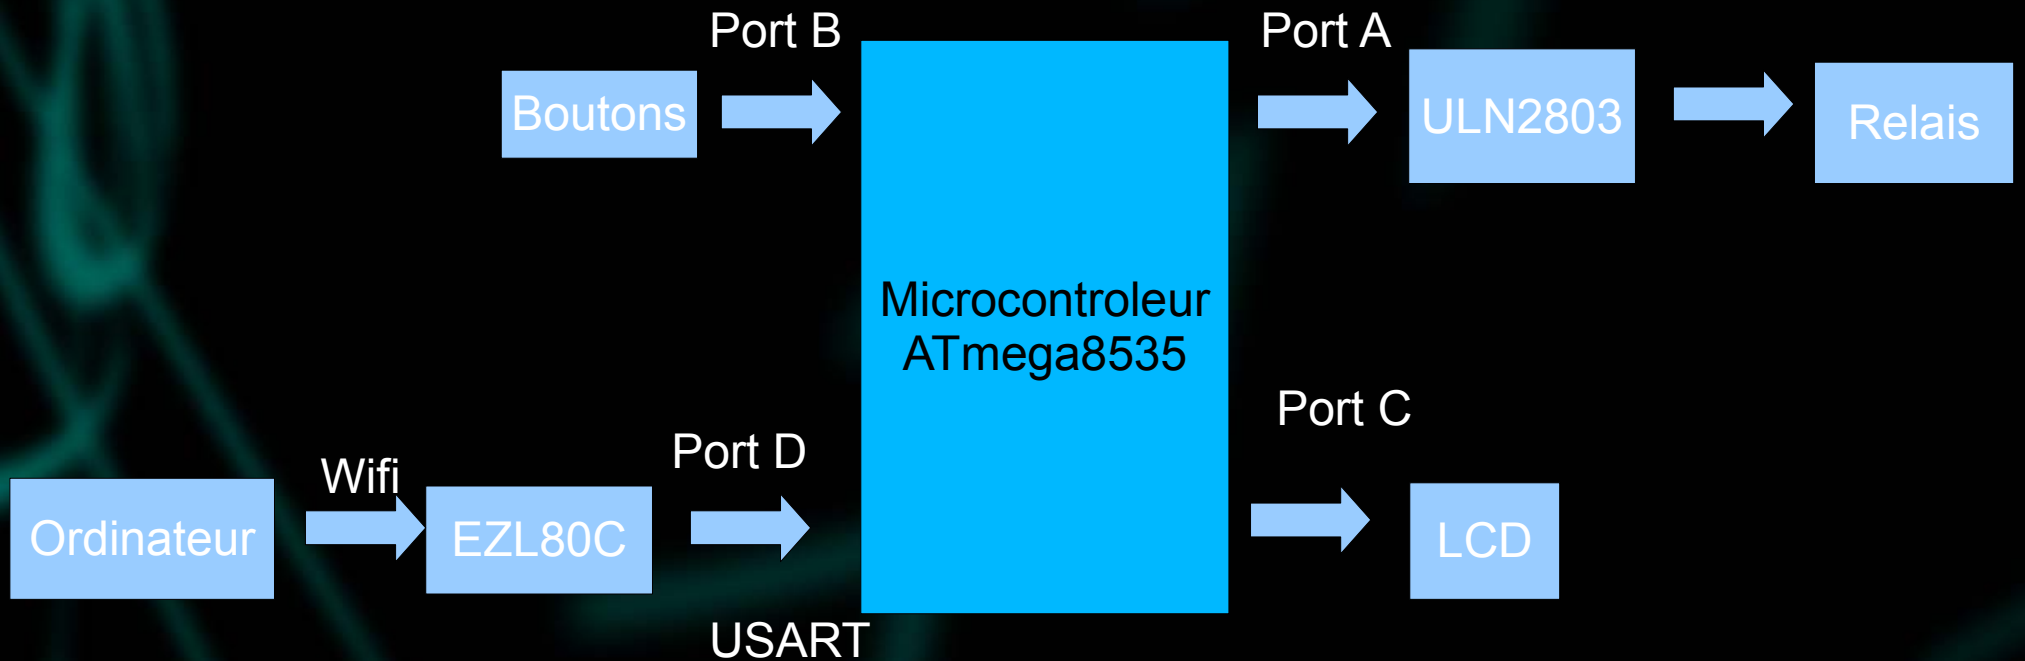 Port B
Port A
Boutons
ULN2803
Relais
Microcontroleur
ATmega8535
Port C
Port D
Wifi
Ordinateur
EZL80C
LCD
USART